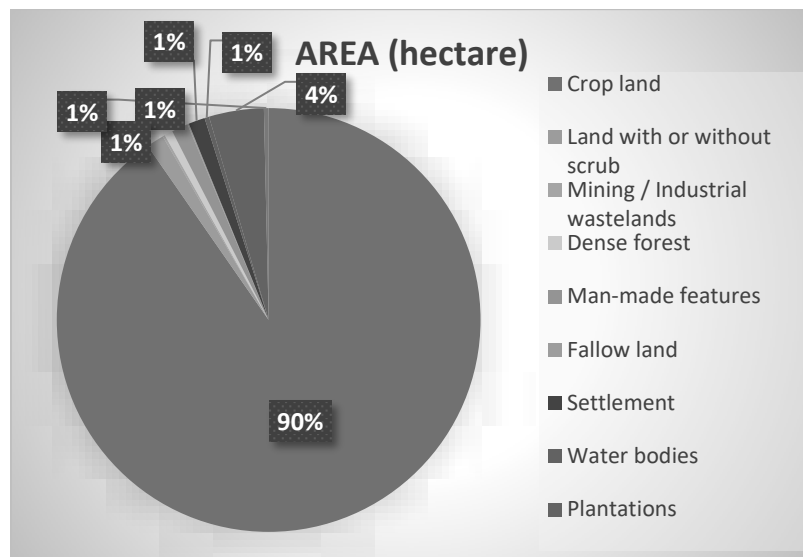 AREA (hectare)
1%
1%
4%
1%
1%
1%
90%
Crop land
Land with or without
scrub
Mining / Industrial
wastelands
Dense forest
Man-made features
Fallow land
Settlement
Water bodies
Plantations